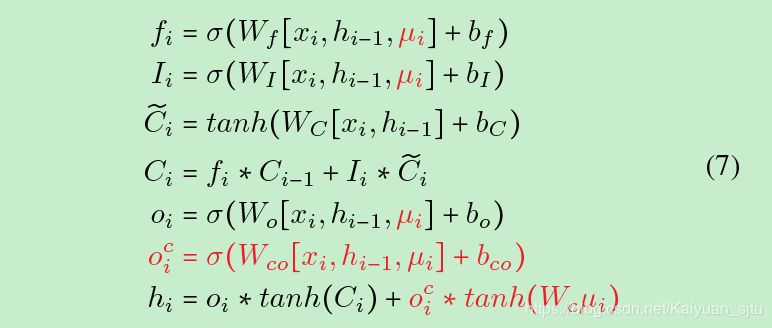 f_i = σ(W_f[x_i, h_{i−1}, μ_i] + b_f)
I_i = σ(W_I[x_i, h_{i−1}, μ_i] + b_I)
C̃_i = tanh(W_C[x_i, h_{i−1}] + b_C)
C_i = f_i * C_{i−1} + I_i * C̃_i
(7)
o_i = σ(W_o[x_i, h_{i−1}, μ_i] + b_o)
o_i^c = σ(W_{co}[x_i, h_{i−1}, μ_i] + b_{co})
h_i = o_i * tanh(C_i) + o_i^c * tanh(W_c μ_i)
https://blog.csdn.net/Kaiyuan_sjtu